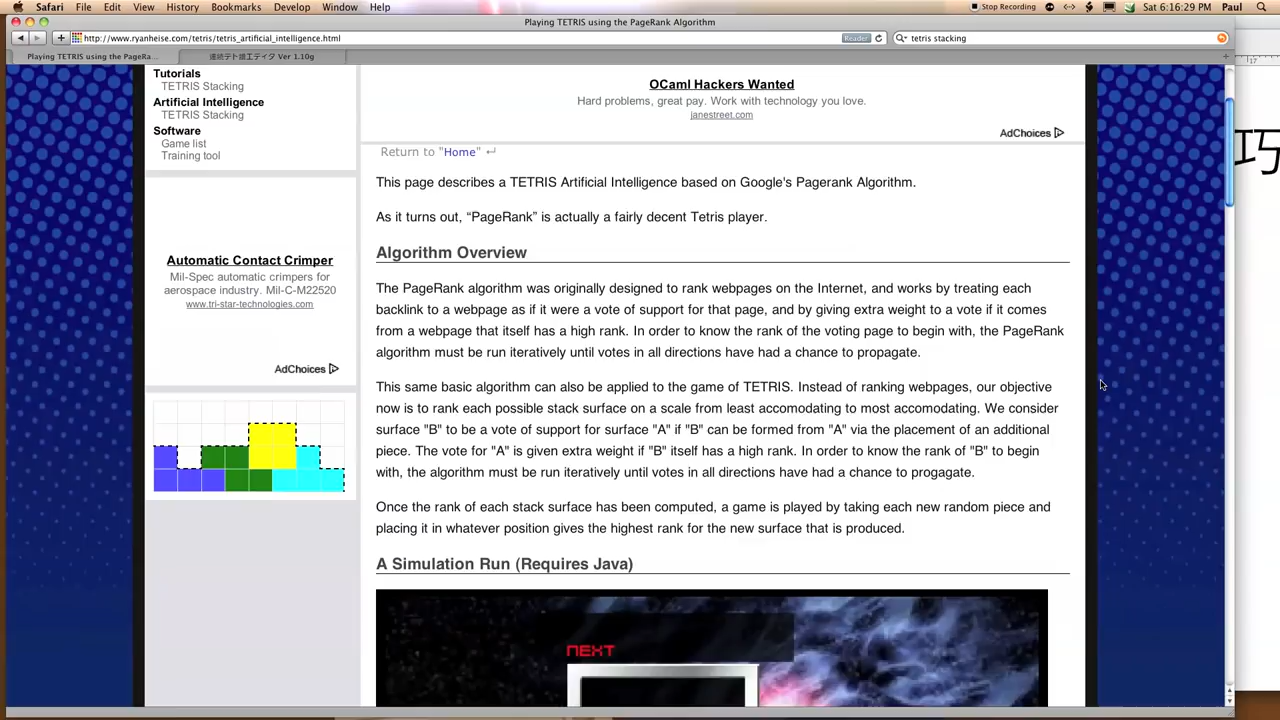 Safari File Edit View History Bookmarks Develop Window Help Stop Recording Sat 6:16:29 PM Paul
Playing TETRIS using the PageRank Algorithm
http://www.ryanheise.com/tetris/tetris_artificial_intelligence.html Reader tetris stacking
Playing TETRIS using the PageRa... 連続テト譜エディタ Ver 1.10g
Tutorials
TETRIS Stacking
Artificial Intelligence
TETRIS Stacking
Software
Game list
Training tool
Automatic Contact Crimper
Mil-Spec automatic crimpers for
aerospace industry. Mil-C-M22520
www.tri-star-technologies.com
AdChoices
OCaml Hackers Wanted
Hard problems, great pay. Work with technology you love.
janestreet.com
AdChoices
Return to "Home"
This page describes a TETRIS Artificial Intelligence based on Google's Pagerank Algorithm.
As it turns out, “PageRank” is actually a fairly decent Tetris player.
Algorithm Overview
The PageRank algorithm was originally designed to rank webpages on the Internet, and works by treating each
backlink to a webpage as if it were a vote of support for that page, and by giving extra weight to a vote if it comes
from a webpage that itself has a high rank. In order to know the rank of the voting page to begin with, the PageRank
algorithm must be run iteratively until votes in all directions have had a chance to propagate.
This same basic algorithm can also be applied to the game of TETRIS. Instead of ranking webpages, our objective
now is to rank each possible stack surface on a scale from least accomodating to most accomodating. We consider
surface "B" to be a vote of support for surface "A" if "B" can be formed from "A" via the placement of an additional
piece. The vote for "A" is given extra weight if "B" itself has a high rank. In order to know the rank of "B" to begin
with, the algorithm must be run iteratively until votes in all directions have had a chance to progagate.
Once the rank of each stack surface has been computed, a game is played by taking each new random piece and
placing it in whatever position gives the highest rank for the new surface that is produced.
A Simulation Run (Requires Java)
NEXT
17
巧